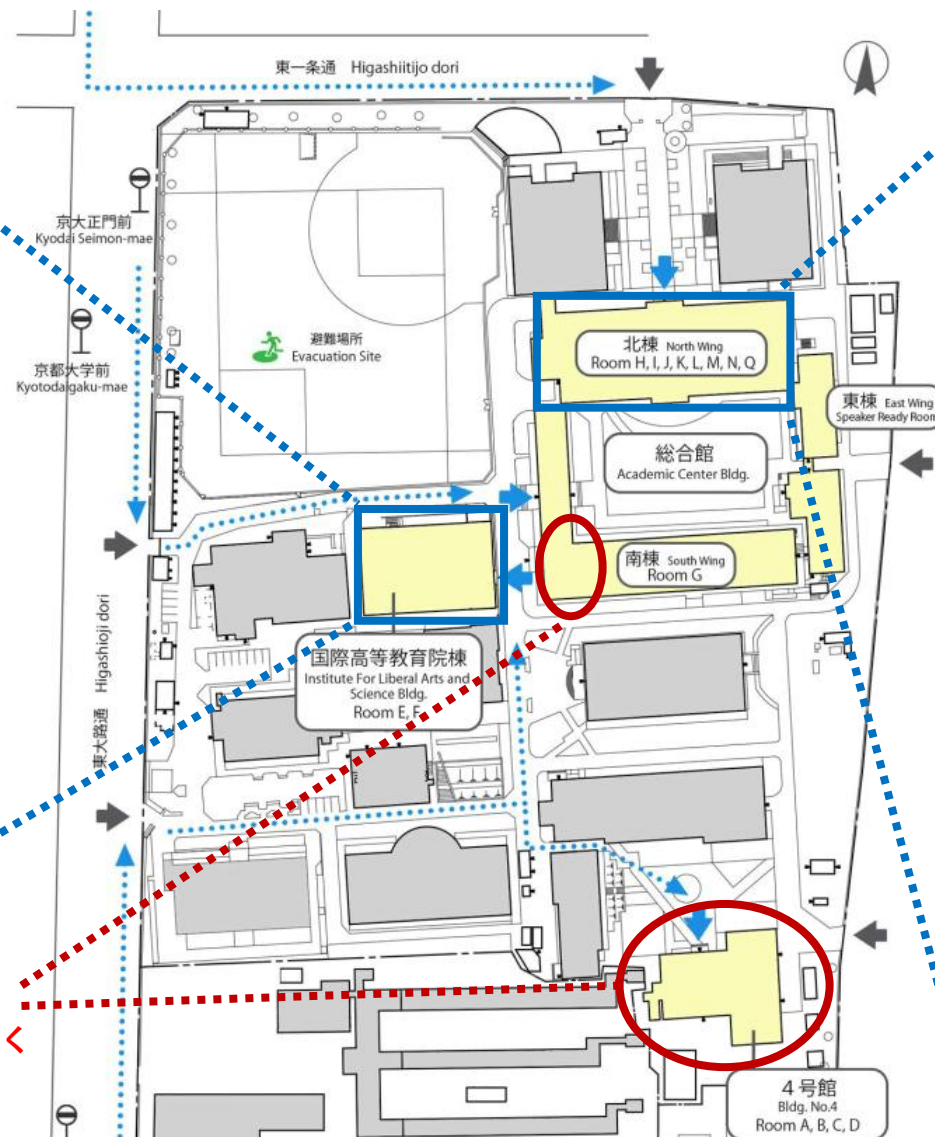 東一条通 Higashiitijo dori
京大正門前
Kyodai Seimon-mae
避難場所
Evacuation Site
京都大学前
Kyotodaigaku-mae
北棟 North Wing
Room H, I, J, K, L, M, N, Q
東棟 East Wing
Speaker Ready Room
総合館
Academic Center Bldg.
南棟 South Wing
Room G
国際高等教育院棟
Institute For Liberal Arts and
Science Bldg.
Room E, F
東大路通 Higashioji dori
く
4号館
Bldg. No.4
Room A, B, C, D